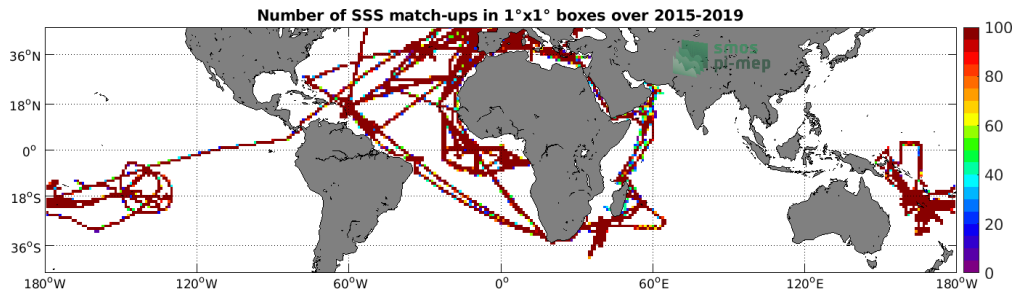 Number of SSS match-ups in 1°x1° boxes over 2015-2019
36°N
18°N
0°
18°S
36°S
180°W
120°W
60°W
0°
60°E
120°E
180°W
100
80
60
40
20
0
smos
pi-mep